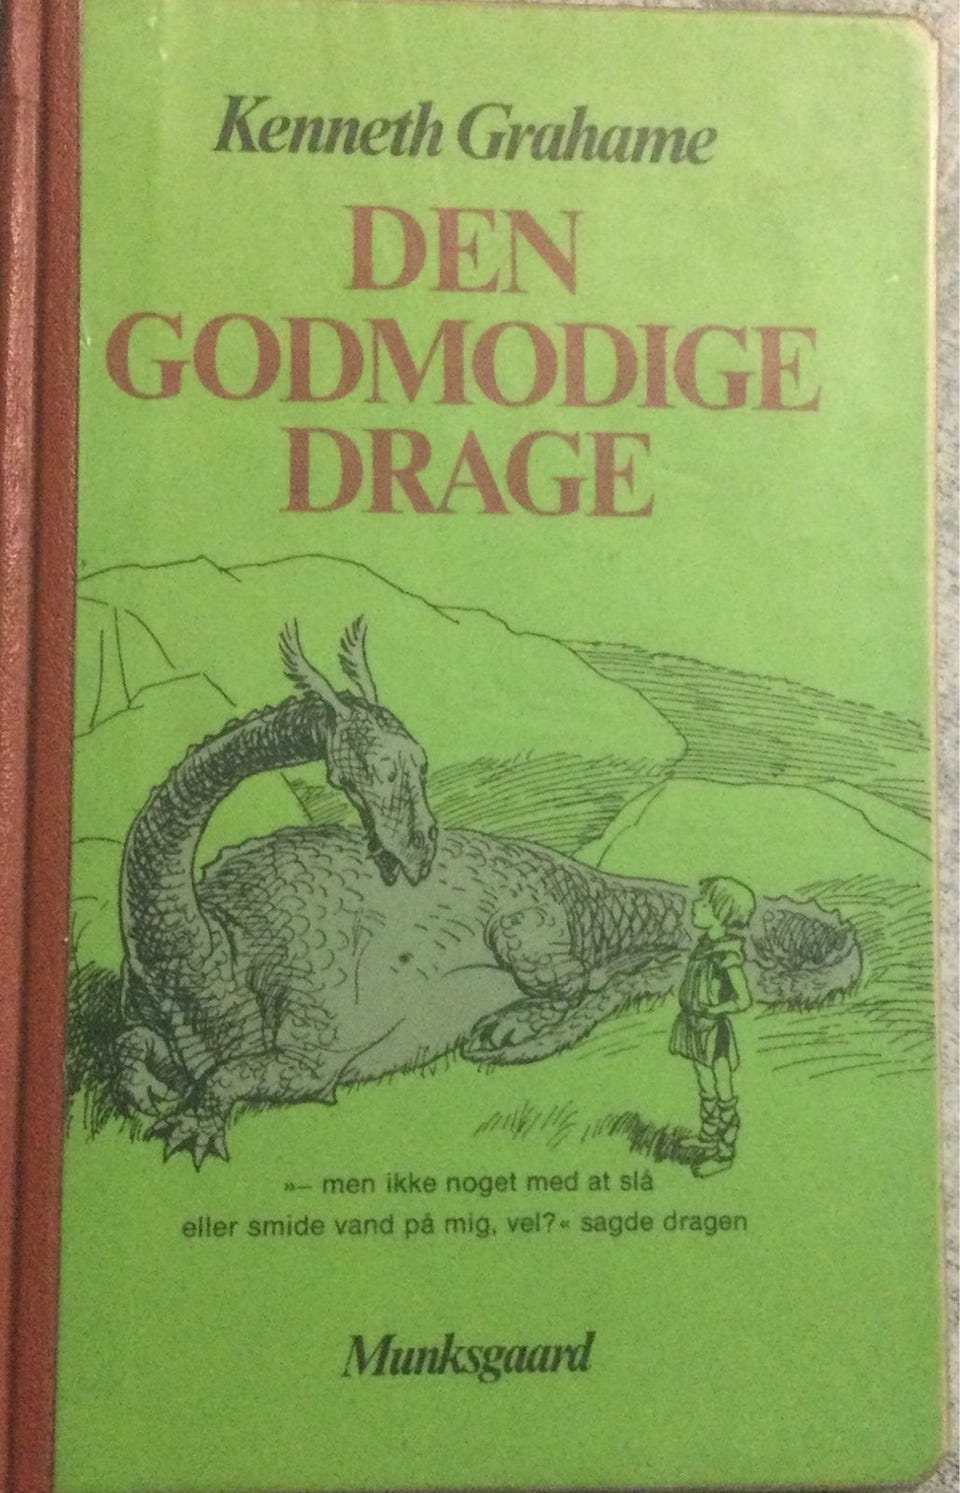 Kenneth Grahame
DEN
GODMODIGE
DRAGE
»– men ikke noget med at slå
eller smide vand på mig, vel?« sagde dragen
Munksgaard